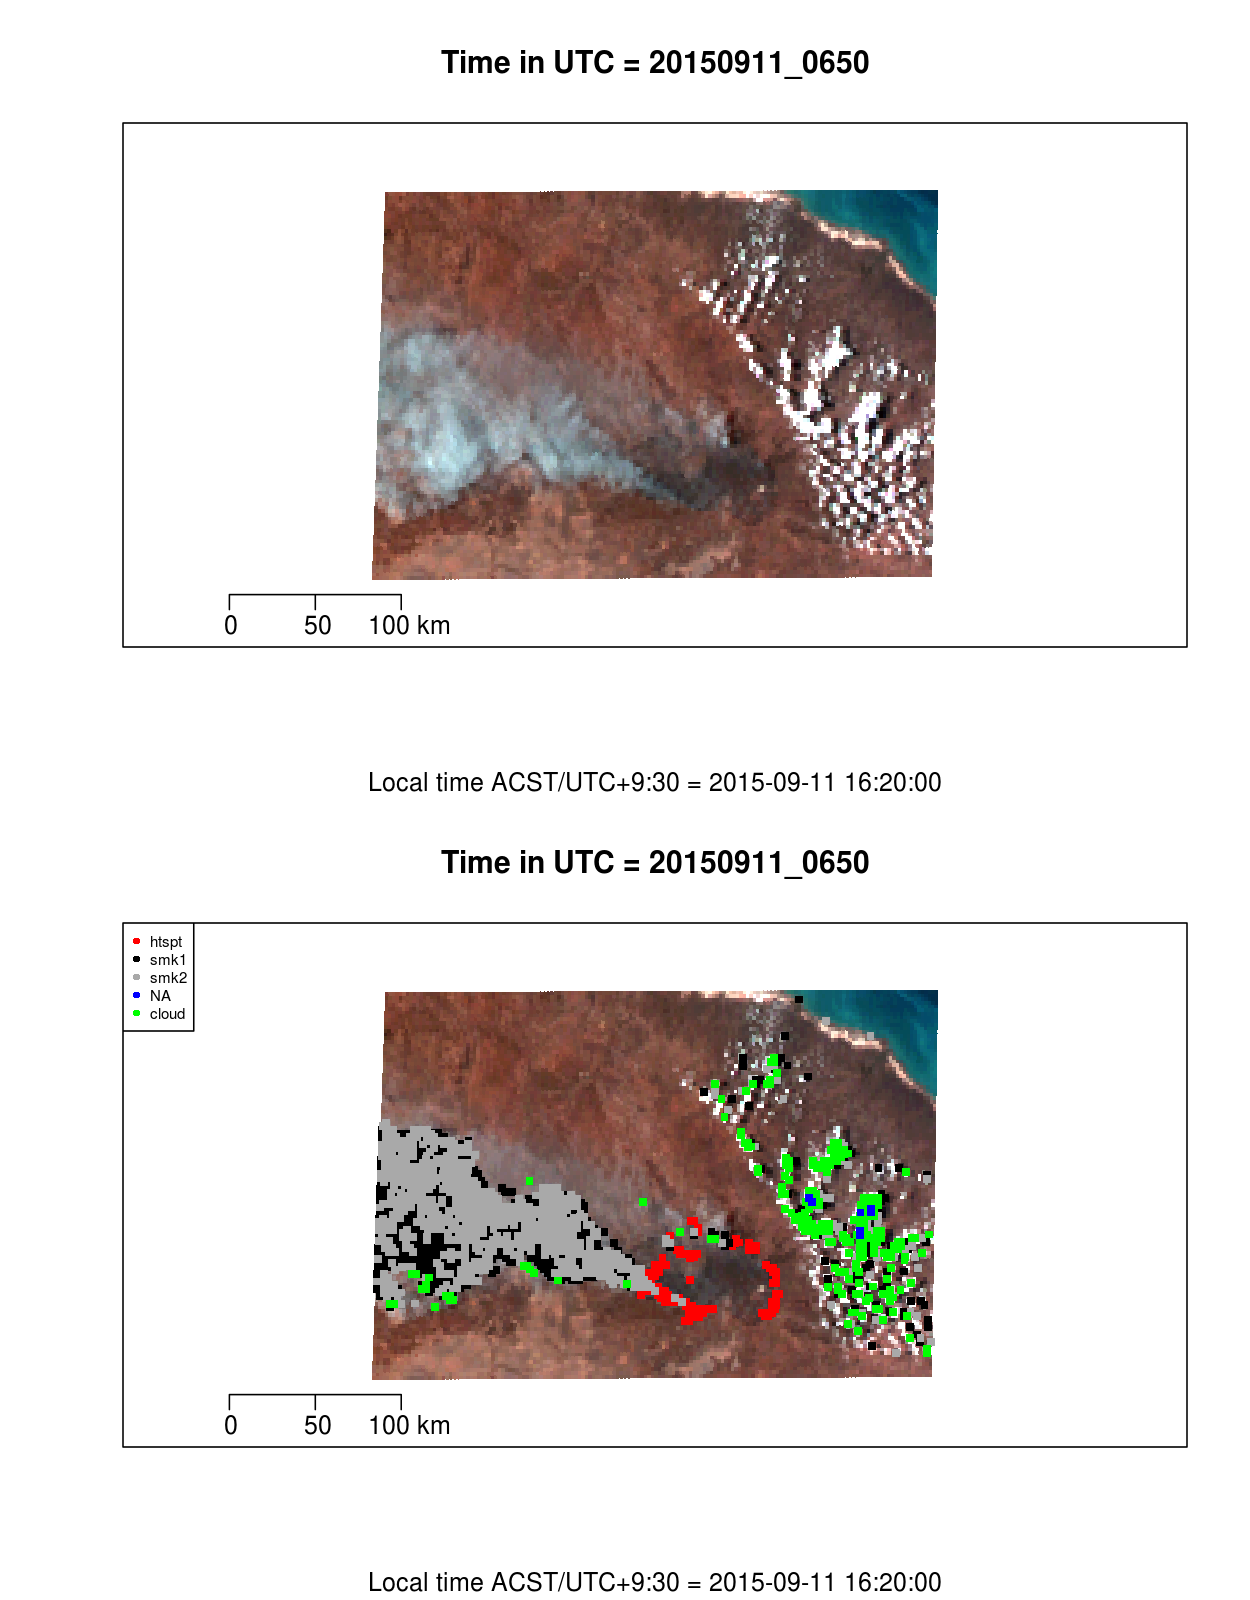 Time in UTC = 20150911_0650
0 50 100 km
Local time ACST/UTC+9:30 = 2015-09-11 16:20:00
Time in UTC = 20150911_0650
htspt
smk1
smk2
NA
cloud
0 50 100 km
Local time ACST/UTC+9:30 = 2015-09-11 16:20:00